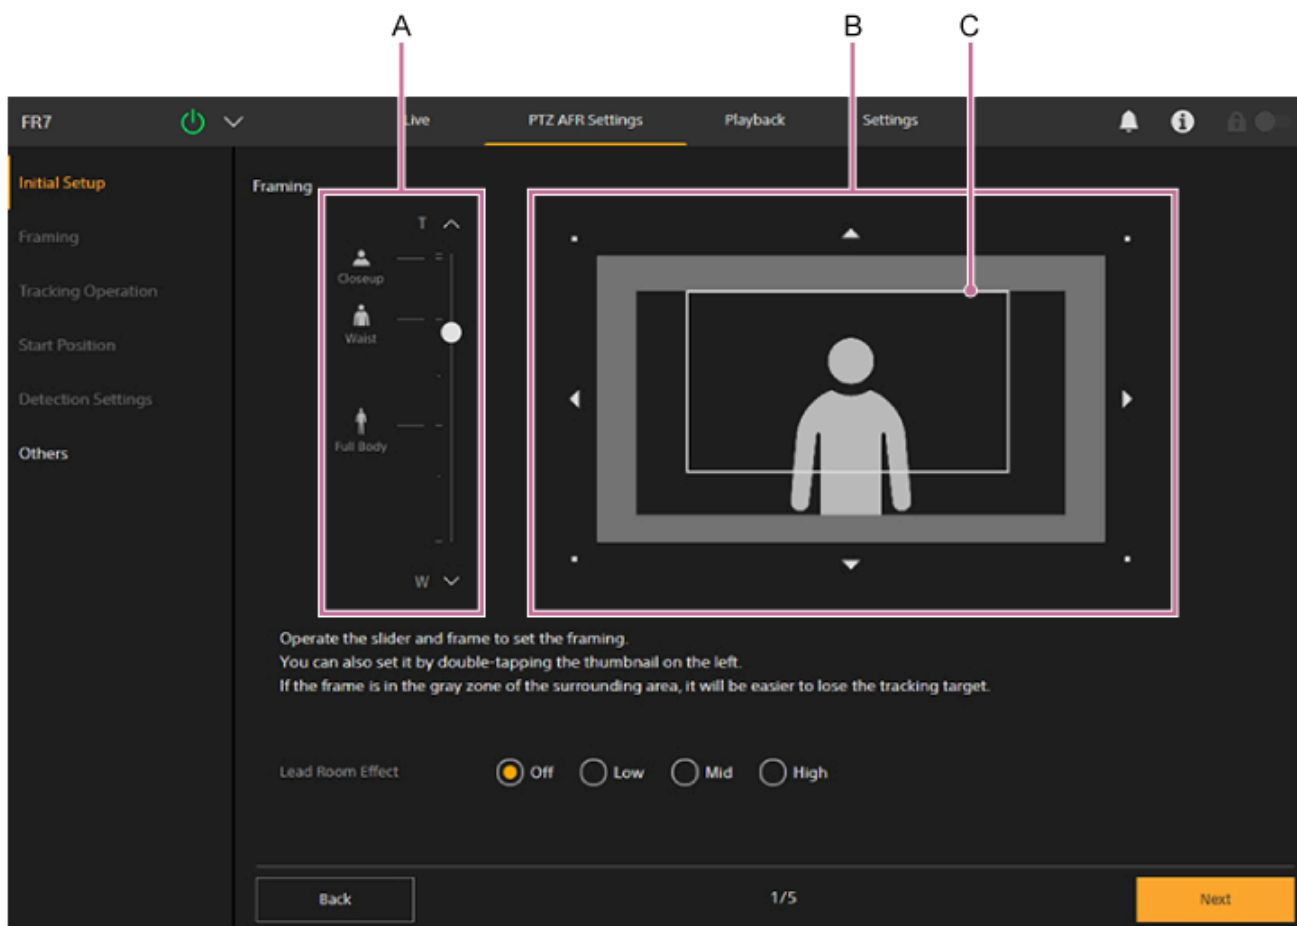 A B C
FR7 Live PTZ AFR Settings Playback Settings
Initial Setup
Framing
Tracking Operation
Start Position
Detection Settings
Others
Framing
T
Closeup
Waist
Full Body
W
Operate the slider and frame to set the framing.
You can also set it by double-tapping the thumbnail on the left.
If the frame is in the gray zone of the surrounding area, it will be easier to lose the tracking target.
Lead Room Effect Off Low Mid High
Back 1/5 Next